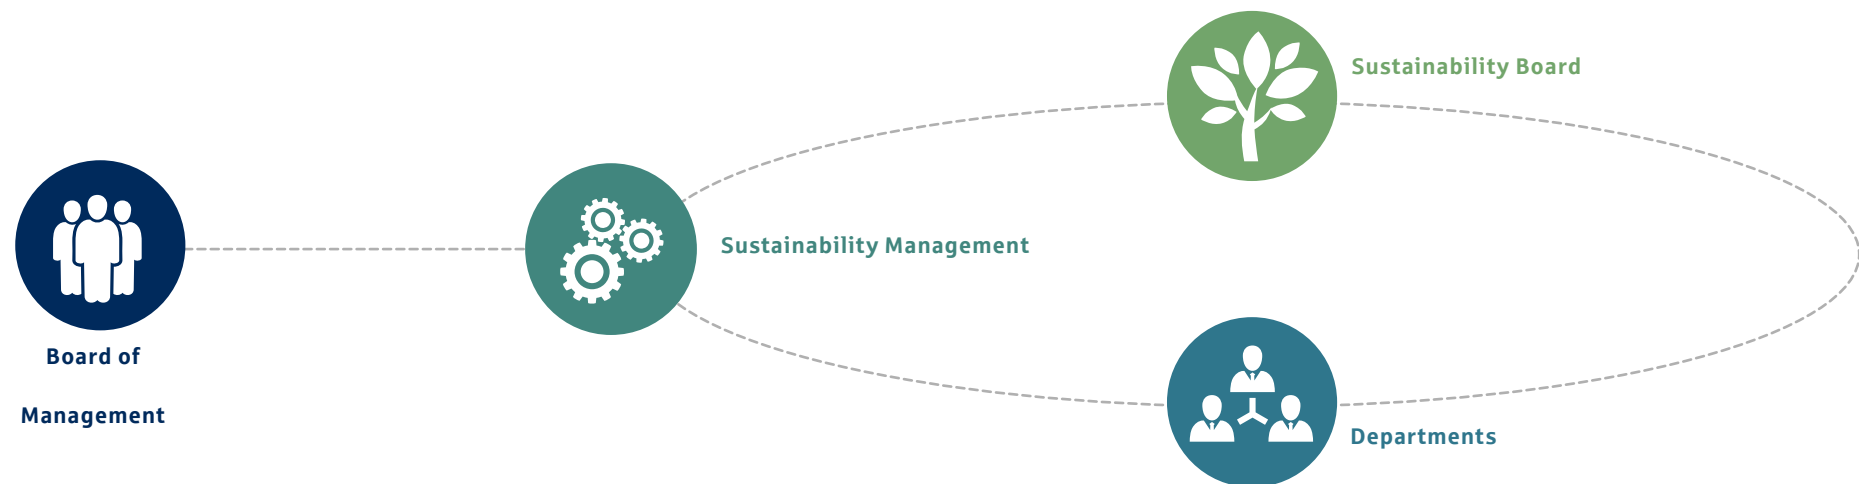 Sustainability Board
Sustainability Management
Board of
Management
Departments